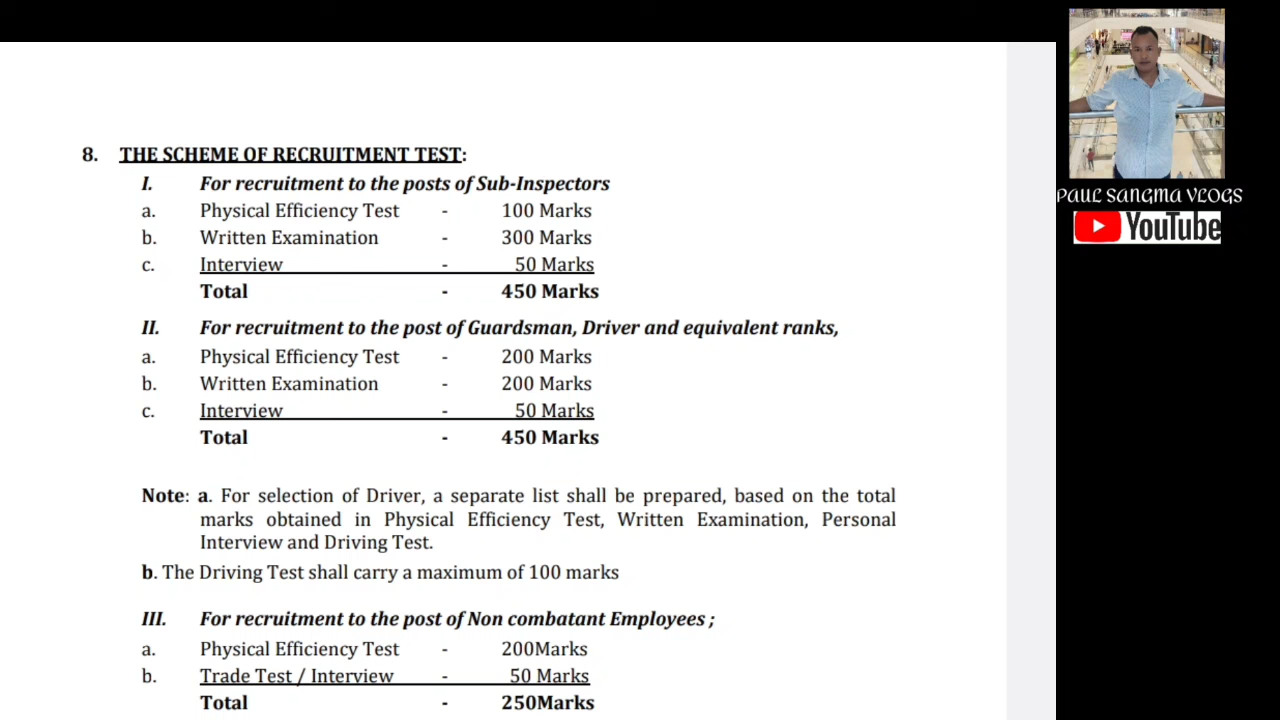 8. THE SCHEME OF RECRUITMENT TEST:
I. For recruitment to the posts of Sub-Inspectors
a. Physical Efficiency Test - 100 Marks
b. Written Examination - 300 Marks
c. Interview - 50 Marks
Total - 450 Marks
II. For recruitment to the post of Guardsman, Driver and equivalent ranks,
a. Physical Efficiency Test - 200 Marks
b. Written Examination - 200 Marks
c. Interview - 50 Marks
Total - 450 Marks
Note: a. For selection of Driver, a separate list shall be prepared, based on the total
marks obtained in Physical Efficiency Test, Written Examination, Personal
Interview and Driving Test.
b. The Driving Test shall carry a maximum of 100 marks
III. For recruitment to the post of Non combatant Employees ;
a. Physical Efficiency Test - 200Marks
b. Trade Test / Interview - 50 Marks
Total - 250Marks
PAUL SANGMA VLOGS
YouTube